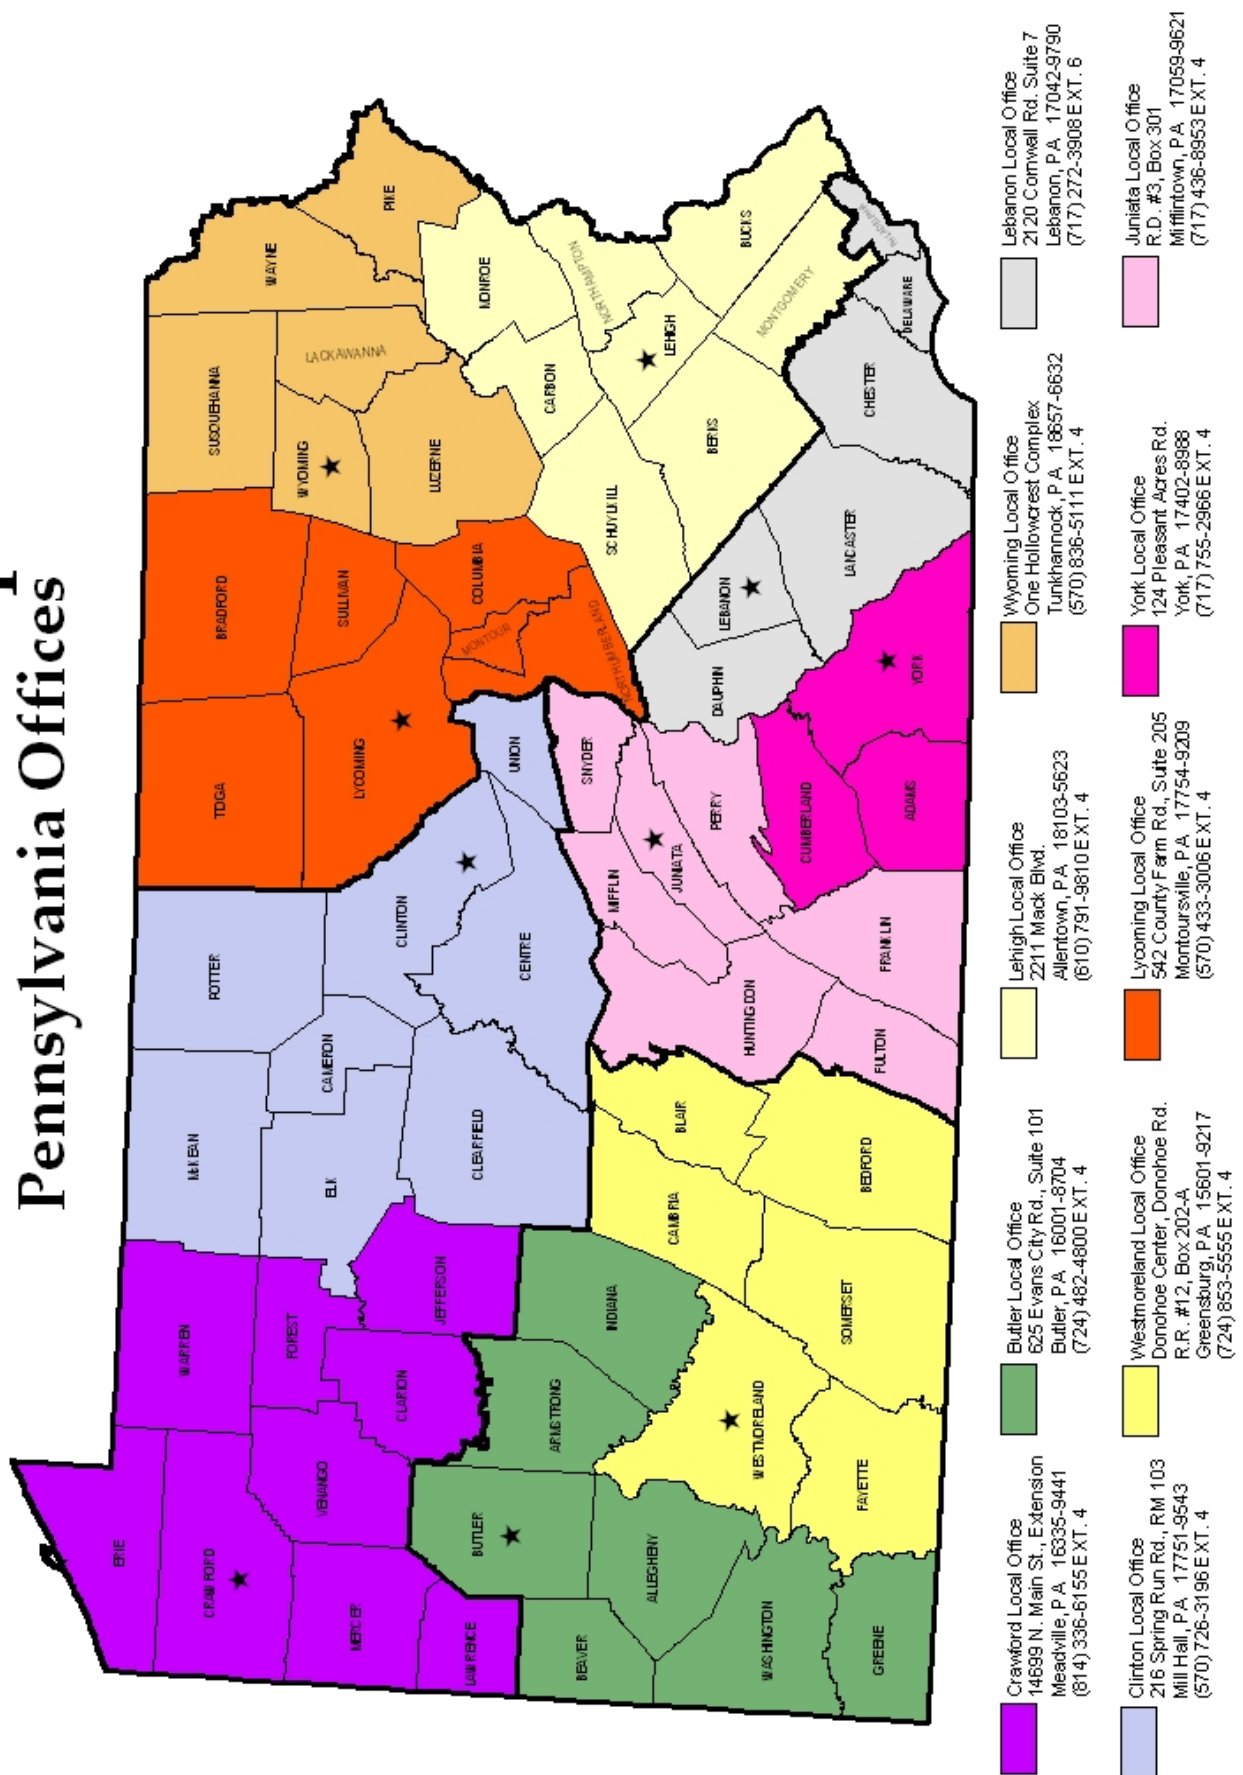 Pennsylvania Offices
ERIE
CRAWFORD
MERCER
LAWRENCE
WARREN
FOREST
VENANGO
CLARION
JEFFERSON
McKEAN
POTTER
ELK
CAMERON
CLINTON
CLEARFIELD
CENTRE
UNION
TIOGA
BRADFORD
LYCOMING
SULLIVAN
COLUMBIA
MONTOUR
NORTHUMBERLAND
SUSQUEHANNA
WAYNE
WYOMING
LACKAWANNA
PIKE
LUZERNE
MONROE
CARBON
NORTHAMPTON
LEHIGH
SCHUYLKILL
BERKS
BUCKS
MONTGOMERY
BUTLER
ARMSTRONG
INDIANA
BEAVER
ALLEGHENY
WASHINGTON
GREENE
WESTMORELAND
FAYETTE
CAMBRIA
BLAIR
SOMERSET
BEDFORD
SNYDER
MIFFLIN
JUNIATA
PERRY
HUNTINGDON
FULTON
FRANKLIN
CUMBERLAND
ADAMS
YORK
DAUPHIN
LEBANON
LANCASTER
CHESTER
DELAWARE
PHILADELPHIA
Crawford Local Office
14699 N. Main St., Extension
Meadville, PA 16335-9441
(814) 336-6155 EXT. 4
Butler Local Office
625 Evans City Rd., Suite 101
Butler, PA 16001-8704
(724) 482-4800 EXT. 4
Lehigh Local Office
2211 Mack Blvd.
Allentown, PA 18103-5623
(610) 791-9810 EXT. 4
Wyoming Local Office
One Hollowcrest Complex
Tunkhannock, PA 18657-6632
(570) 836-5111 EXT. 4
Lebanon Local Office
2120 Cornwall Rd. Suite 7
Lebanon, PA 17042-9790
(717) 272-3908 EXT. 6
Clinton Local Office
216 Spring Run Rd., RM 103
Mill Hall, PA 17751-9543
(570) 726-3196 EXT. 4
Westmoreland Local Office
Donohoe Center, Donohoe Rd.
R.R. #12, Box 202-A
Greensburg, PA 15601-9217
(724) 853-5555 EXT. 4
Lycoming Local Office
542 County Farm Rd., Suite 205
Montoursville, PA 17754-9209
(570) 433-3006 EXT. 4
York Local Office
124 Pleasant Acres Rd.
York, PA 17402-8988
(717) 755-2966 EXT. 4
Juniata Local Office
R.D. #3, Box 301
Mifflintown, PA 17059-9621
(717) 436-8953 EXT. 4